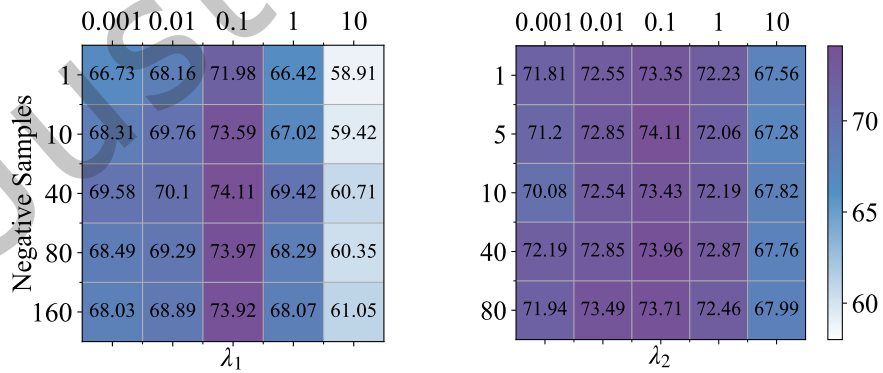 0.001 0.01 0.1 1 10
1 66.73 68.16 71.98 66.42 58.91
10 68.31 69.76 73.59 67.02 59.42
40 69.58 70.1 74.11 69.42 60.71
80 68.49 69.29 73.97 68.29 60.35
160 68.03 68.89 73.92 68.07 61.05
Negative Samples
λ1
0.001 0.01 0.1 1 10
1 71.81 72.55 73.35 72.23 67.56
5 71.2 72.85 74.11 72.06 67.28
10 70.08 72.54 73.43 72.19 67.82
40 72.19 72.85 73.96 72.87 67.76
80 71.94 73.49 73.71 72.46 67.99
λ2
70
65
60
Just